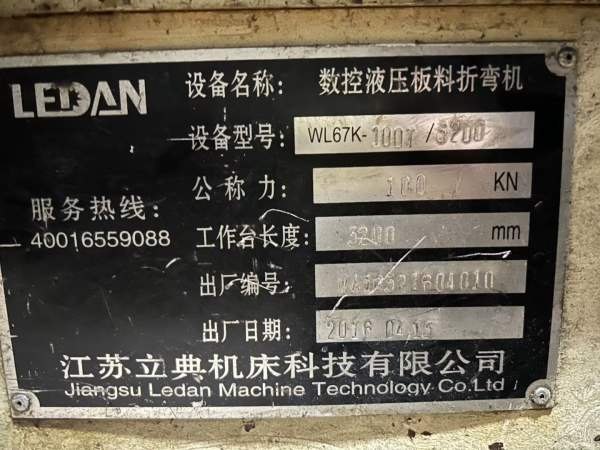 LEDAN
设备名称: 数控液压板料折弯机
设备型号: WL67K-100T/3200
公称力: 100 KN
服务热线:
40016559088
工作台长度: 3200 mm
出厂编号:
出厂日期: 2016 04.15
江苏立典机床科技有限公司
Jiangsu Ledan Machine Technology Co.Ltd